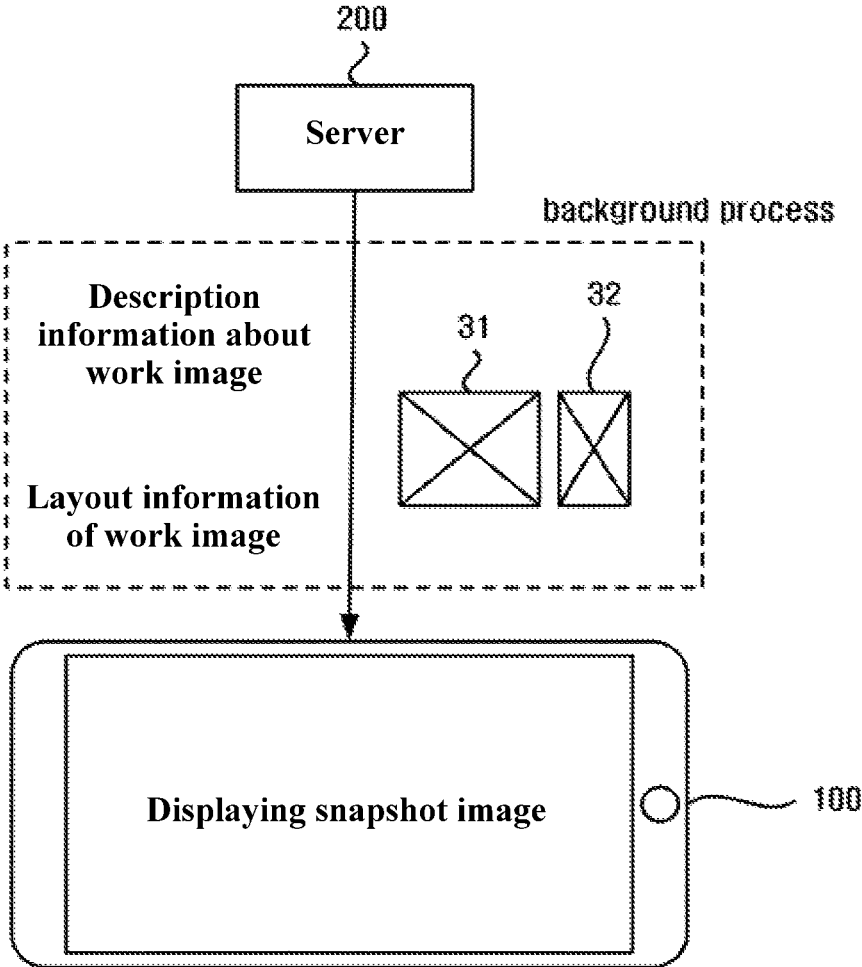 200
Server
background process
Description
information about
work image
31
32
Layout information
of work image
Displaying snapshot image
100